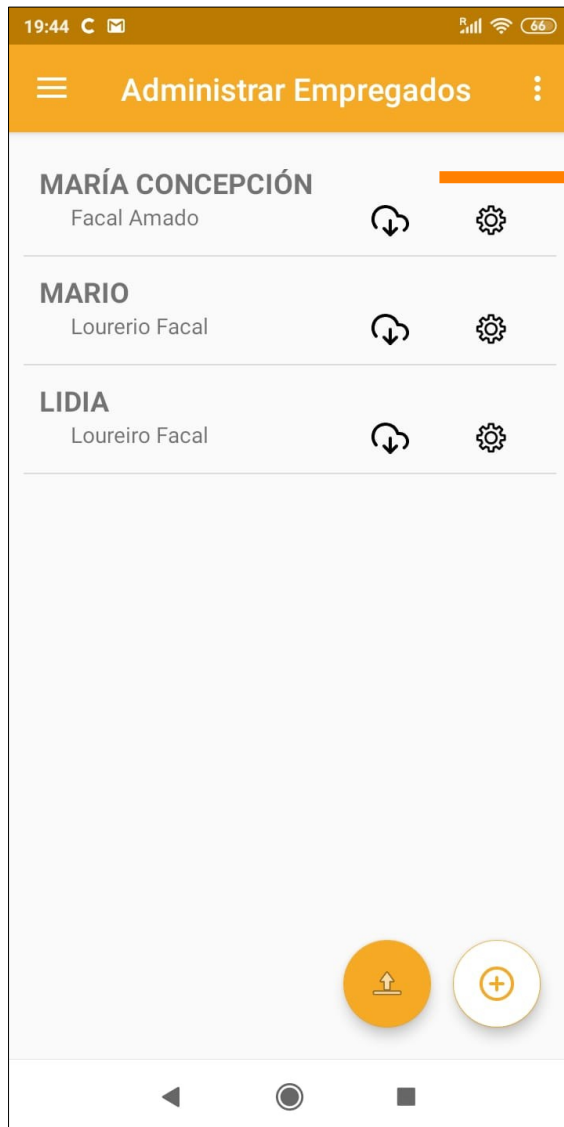 19:44 C
R 66
Administrar Empregados
MARÍA CONCEPCIÓN
Facal Amado
MARIO
Lourerio Facal
LIDIA
Loureiro Facal